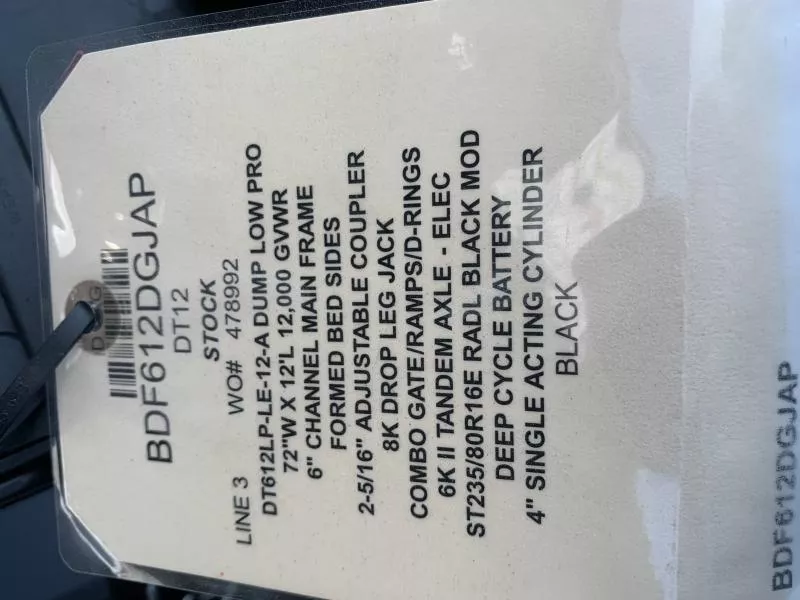 BDF612DGJAP
DT12
STOCK
LINE 3 WO# 478992
DT612LP-LE-12-A DUMP LOW PRO
72"W X 12'L 12,000 GVWR
6" CHANNEL MAIN FRAME
FORMED BED SIDES
2-5/16" ADJUSTABLE COUPLER
8K DROP LEG JACK
COMBO GATE/RAMPS/D-RINGS
6K II TANDEM AXLE - ELEC
ST235/80R16E RADL BLACK MOD
DEEP CYCLE BATTERY
4" SINGLE ACTING CYLINDER
BLACK
BDF612DGJAP